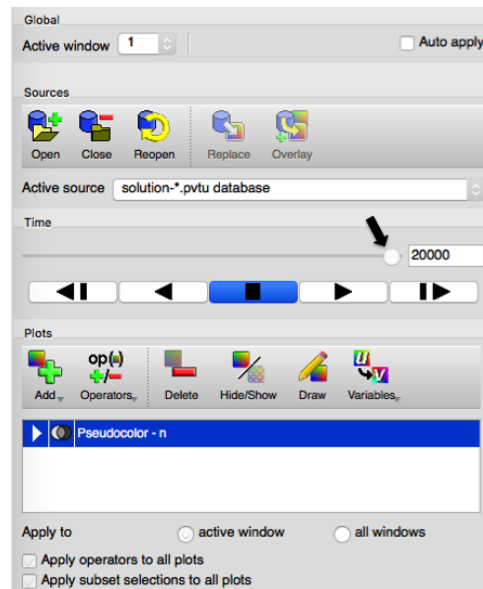 Global
Active window 1 Auto apply
Sources
Open Close Reopen Replace Overlay
Active source solution-*.pvtu database
Time
20000
Plots
op(=)
+/-
u
v
Add Operators Delete Hide/Show Draw Variables
Pseudocolor - n
Apply to active window all windows
Apply operators to all plots
Apply subset selections to all plots